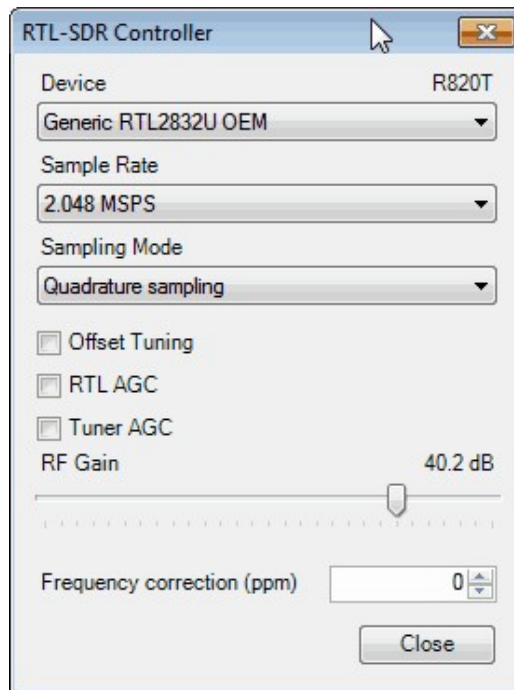 RTL-SDR Controller
Device R820T
Generic RTL2832U OEM
Sample Rate
2.048 MSPS
Sampling Mode
Quadrature sampling
Offset Tuning
RTL AGC
Tuner AGC
RF Gain 40.2 dB
Frequency correction (ppm) 0
Close